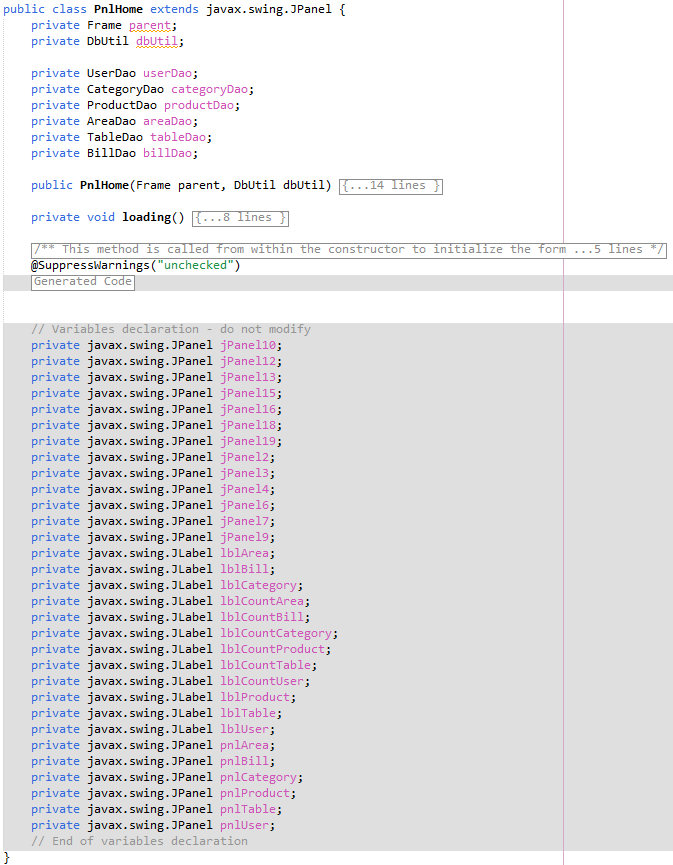 public class PnlHome extends javax.swing.JPanel {
    private Frame parent;
    private DbUtil dbUtil;
    private UserDao userDao;
    private CategoryDao categoryDao;
    private ProductDao productDao;
    private AreaDao areaDao;
    private TableDao tableDao;
    private BillDao billDao;
    public PnlHome(Frame parent, DbUtil dbUtil) {...14 lines }
    private void loading() {...8 lines }
    /** This method is called from within the constructor to initialize the form ...5 lines */
    @SuppressWarnings("unchecked")
    Generated Code
    // Variables declaration - do not modify
    private javax.swing.JPanel jPanel10;
    private javax.swing.JPanel jPanel12;
    private javax.swing.JPanel jPanel13;
    private javax.swing.JPanel jPanel15;
    private javax.swing.JPanel jPanel16;
    private javax.swing.JPanel jPanel18;
    private javax.swing.JPanel jPanel19;
    private javax.swing.JPanel jPanel2;
    private javax.swing.JPanel jPanel3;
    private javax.swing.JPanel jPanel4;
    private javax.swing.JPanel jPanel6;
    private javax.swing.JPanel jPanel7;
    private javax.swing.JPanel jPanel9;
    private javax.swing.JLabel lblArea;
    private javax.swing.JLabel lblBill;
    private javax.swing.JLabel lblCategory;
    private javax.swing.JLabel lblCountArea;
    private javax.swing.JLabel lblCountBill;
    private javax.swing.JLabel lblCountCategory;
    private javax.swing.JLabel lblCountProduct;
    private javax.swing.JLabel lblCountTable;
    private javax.swing.JLabel lblCountUser;
    private javax.swing.JLabel lblProduct;
    private javax.swing.JLabel lblTable;
    private javax.swing.JLabel lblUser;
    private javax.swing.JPanel pnlArea;
    private javax.swing.JPanel pnlBill;
    private javax.swing.JPanel pnlCategory;
    private javax.swing.JPanel pnlProduct;
    private javax.swing.JPanel pnlTable;
    private javax.swing.JPanel pnlUser;
    // End of variables declaration
}